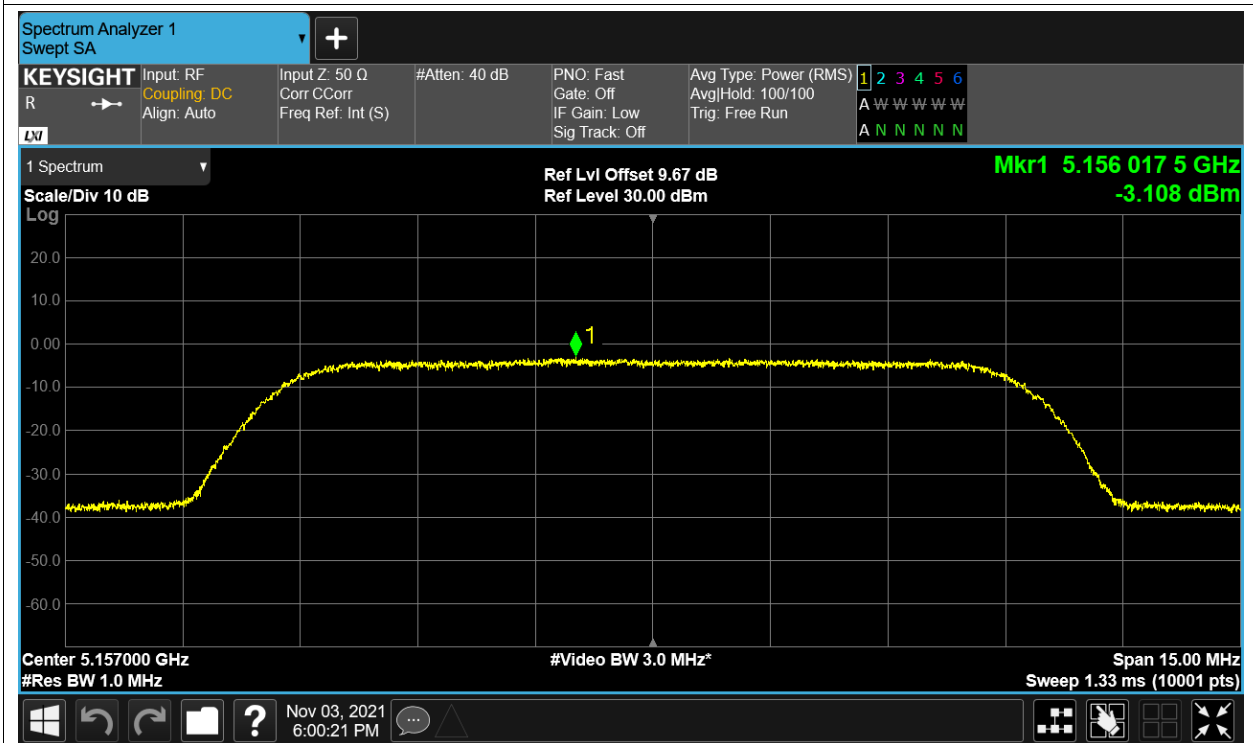 Spectrum Analyzer 1
Swept SA
KEYSIGHT
R
LXI
Input: RF
Coupling: DC
Align: Auto
Input Z: 50 Ω
Corr CCorr
Freq Ref: Int (S)
#Atten: 40 dB
PNO: Fast
Gate: Off
IF Gain: Low
Sig Track: Off
Avg Type: Power (RMS)
Avg|Hold: 100/100
Trig: Free Run
1 2 3 4 5 6
A W W W W W
A N N N N N
1 Spectrum
Scale/Div 10 dB
Ref Lvl Offset 9.67 dB
Ref Level 30.00 dBm
Mkr1 5.156 017 5 GHz
-3.108 dBm
Log
20.0
10.0
0.00
-10.0
-20.0
-30.0
-40.0
-50.0
-60.0
1
Center 5.157000 GHz
#Res BW 1.0 MHz
#Video BW 3.0 MHz*
Span 15.00 MHz
Sweep 1.33 ms (10001 pts)
?
Nov 03, 2021
6:00:21 PM